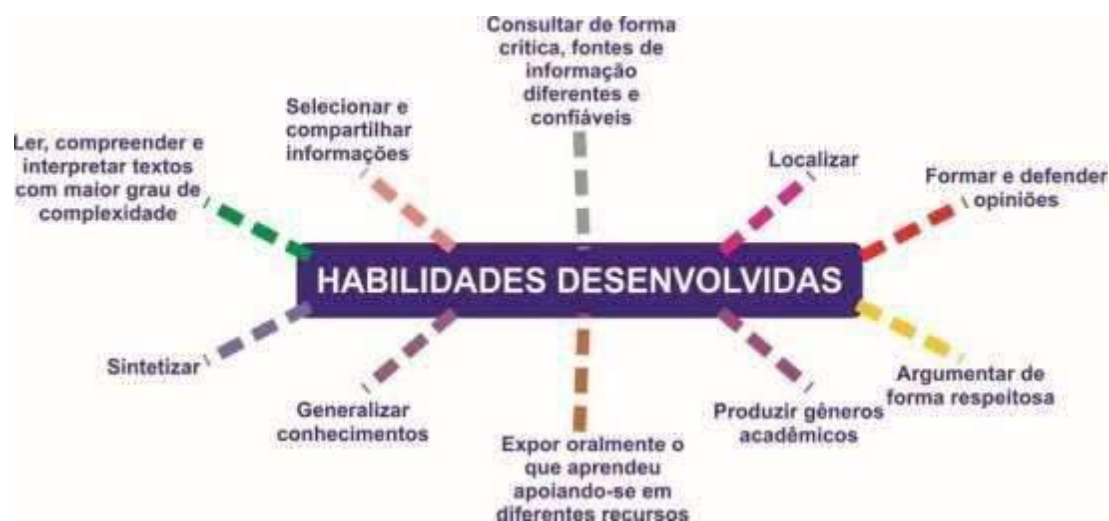 Consultar de forma
crítica, fontes de
informação
diferentes e
confiáveis
Selecionar e
compartilhar
informações
Localizar
Ler, compreender e
interpretar textos
com maior grau de
complexidade
Formar e defender
opiniões
HABILIDADES DESENVOLVIDAS
Sintetizar
Generalizar
conhecimentos
Expor oralmente o
que aprendeu
apoiando-se em
diferentes recursos
Produzir gêneros
acadêmicos
Argumentar de
forma respeitosa